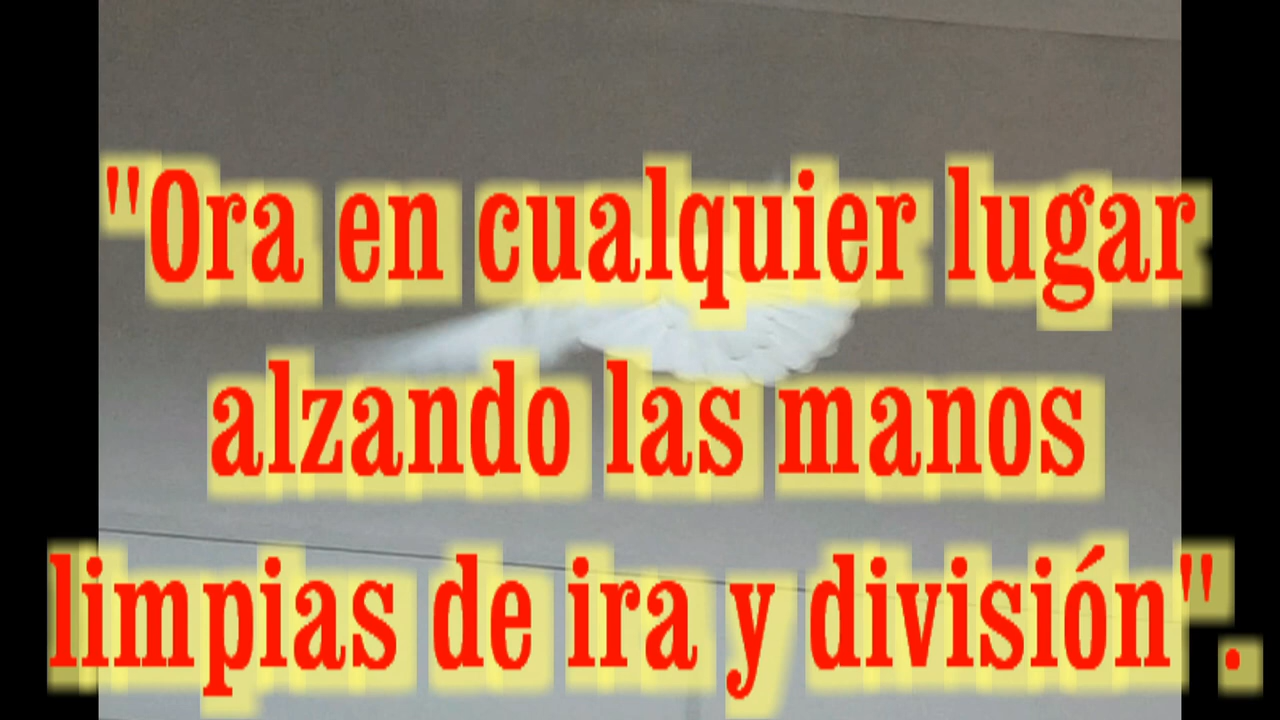 "Ora en cualquier lugar
alzando las manos
limpias de ira y división".